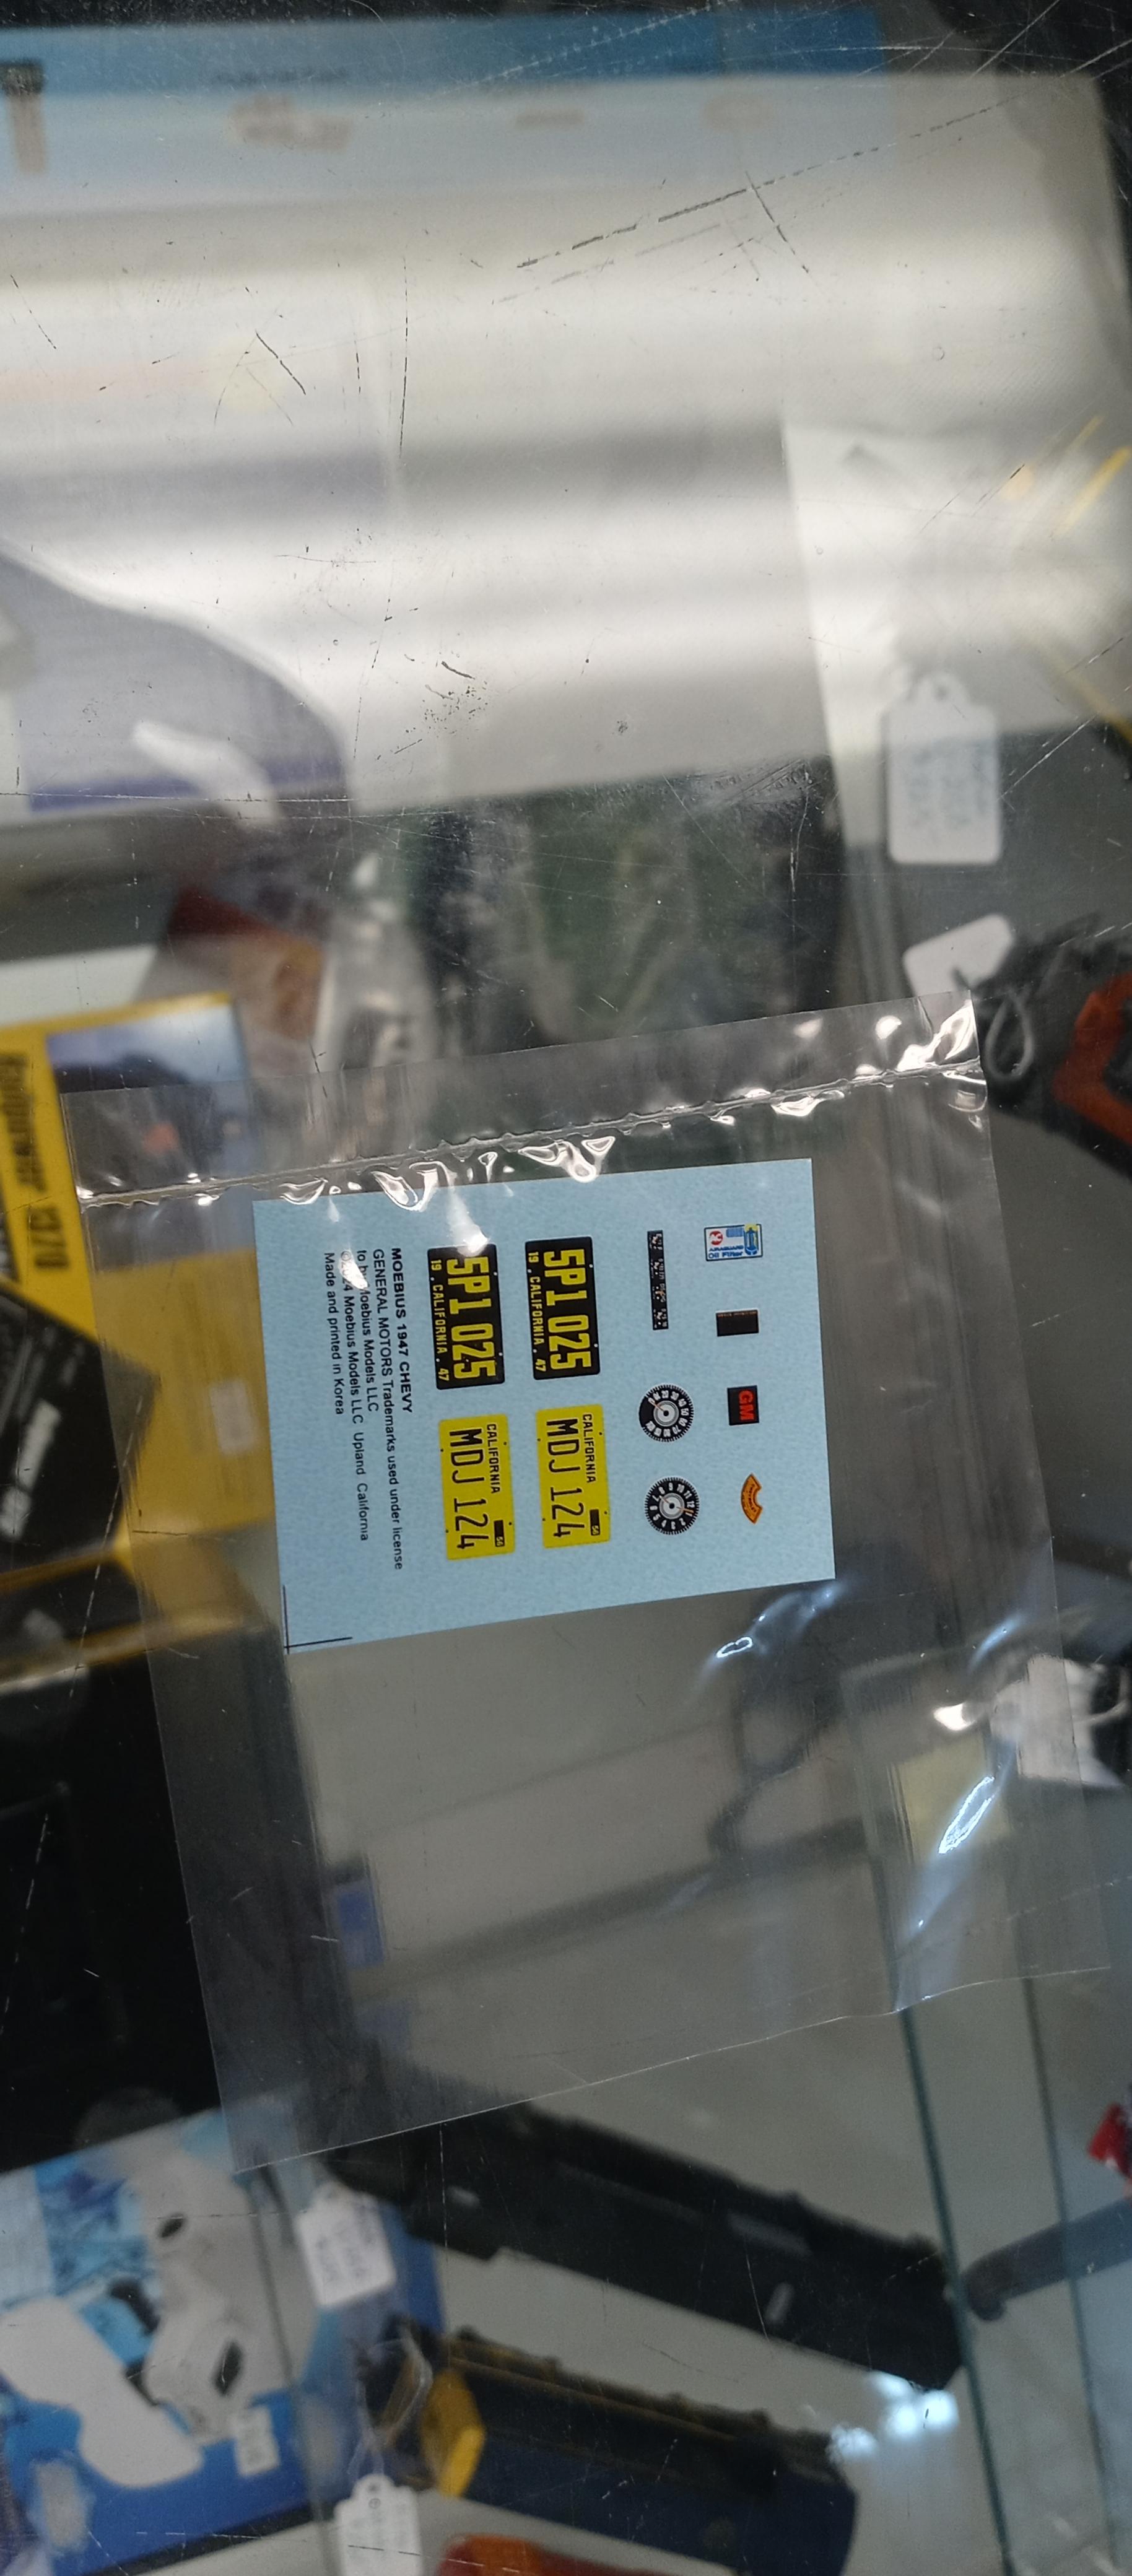 GM
5P1 025
19 . CALIFORNIA . 47
5P1 025
19 . CALIFORNIA . 47
CALIFORNIA
56
MDJ 124
CALIFORNIA
56
MDJ 124
MOEBIUS 1947 CHEVY
GENERAL MOTORS Trademarks used under license
to by Moebius Models LLC
Moebius Models LLC Upland California
Made and printed in Korea